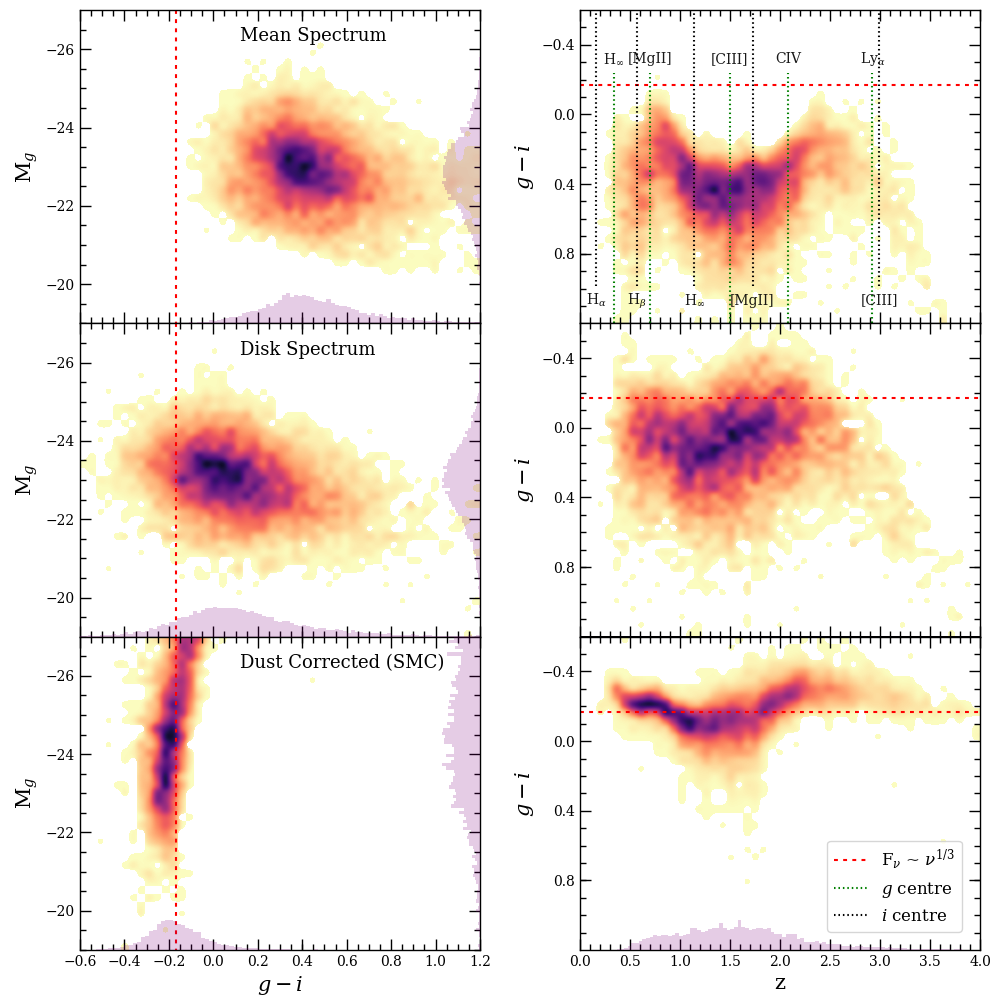 Mean Spectrum
M_g
−26
−24
−22
−20
H∞ [MgII] [CIII] CIV Lyα
g − i
−0.4
0.0
0.4
0.8
Hα Hβ H∞ [MgII] [CIII]
Disk Spectrum
M_g
−26
−24
−22
−20
g − i
−0.4
0.0
0.4
0.8
Dust Corrected (SMC)
M_g
−26
−24
−22
−20
−0.6 −0.4 −0.2 0.0 0.2 0.4 0.6 0.8 1.0 1.2
g − i
g − i
−0.4
0.0
0.4
0.8
F_ν ~ ν^1/3
g centre
i centre
0.0 0.5 1.0 1.5 2.0 2.5 3.0 3.5 4.0
z